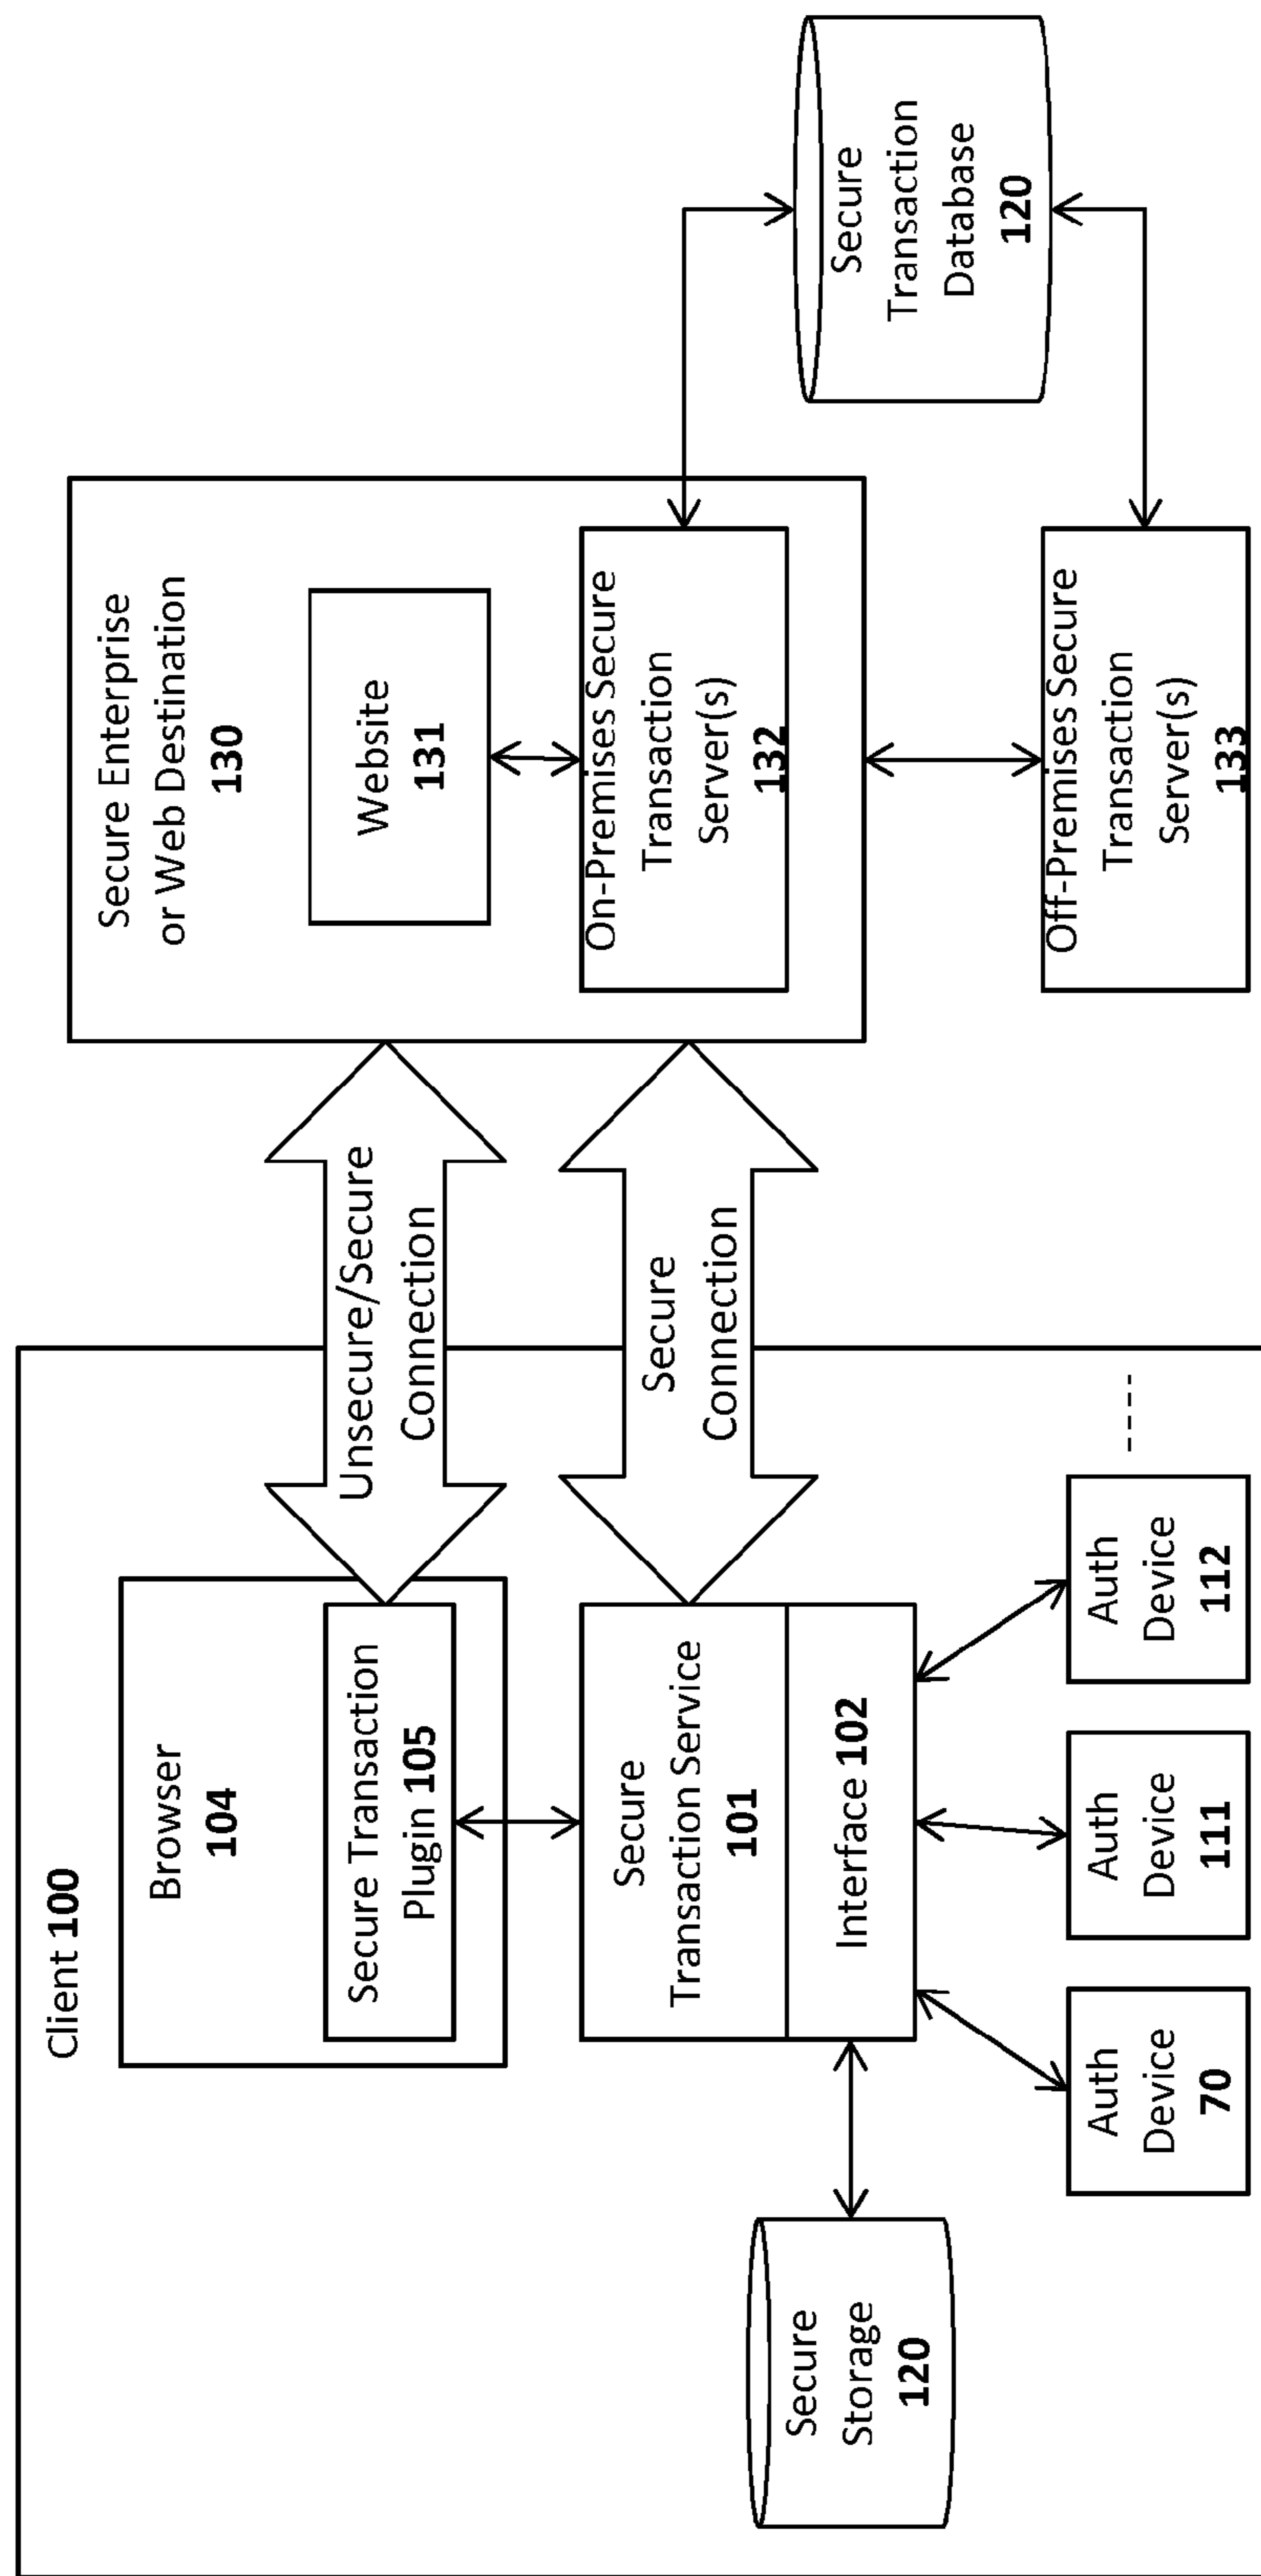 Client 100
Browser
104
Secure Transaction
Plugin 105
Unsecure/Secure
Connection
Secure
Transaction Service
101
Interface 102
Secure
Connection
Secure
Storage
120
Auth
Device
70
Auth
Device
111
Auth
Device
112
Secure Enterprise
or Web Destination
130
Website
131
On-Premises Secure
Transaction
Server(s)
132
Off-Premises Secure
Transaction
Server(s)
133
Secure
Transaction
Database
120